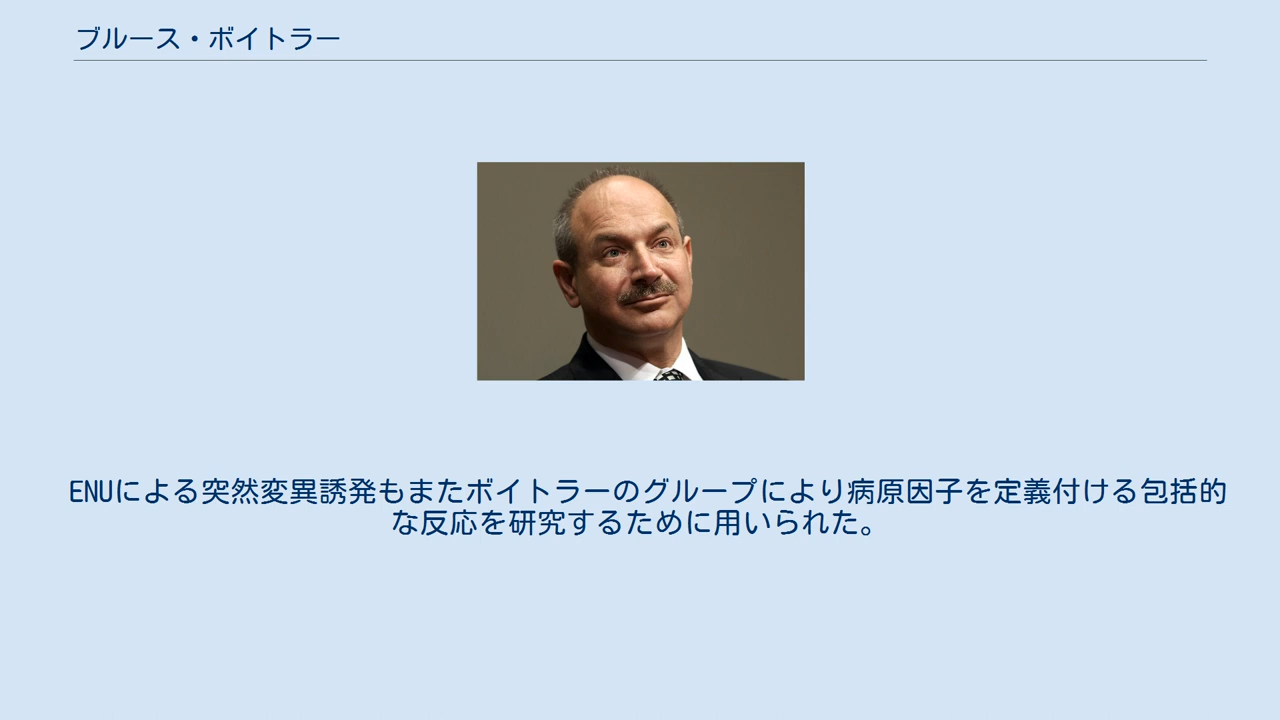 ブルース・ボイトラー
ENUによる突然変異誘発もまたボイトラーのグループにより病原因子を定義付ける包括的
な反応を研究するために用いられた。